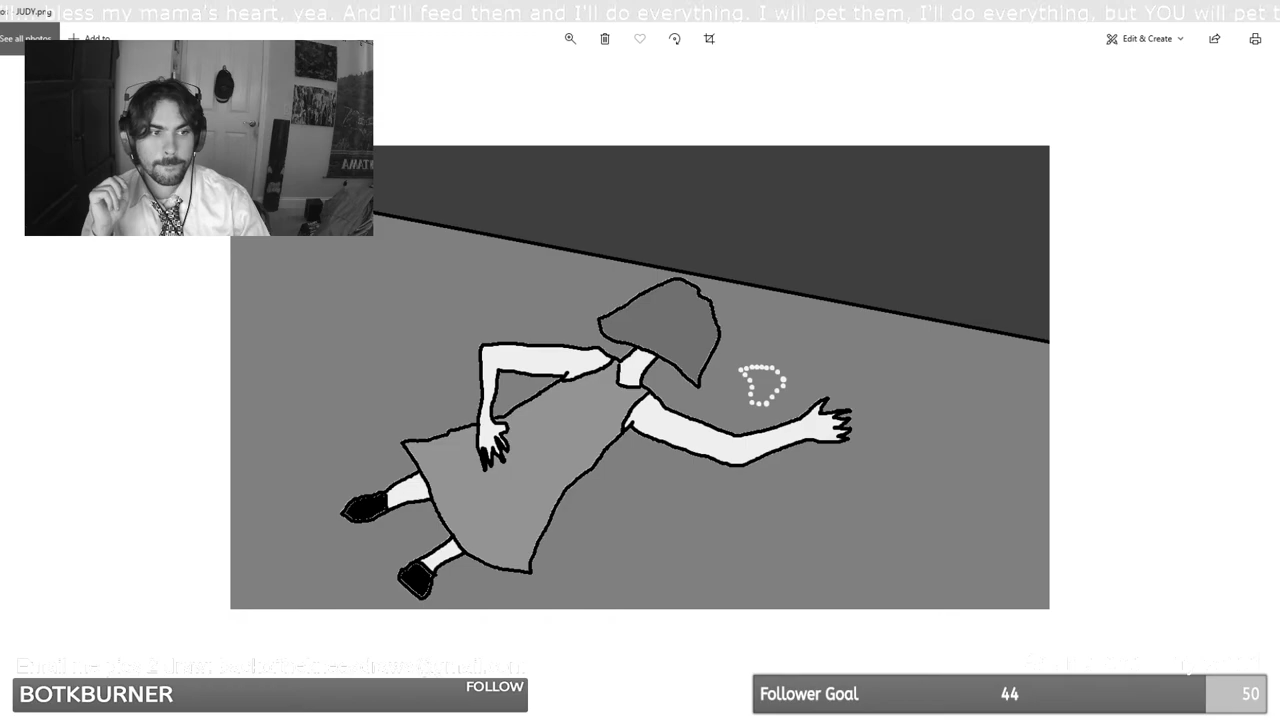 JUDY.png
bless my mama's heart, yea. And I'll feed them and I'll do everything, I will pet them, I'll do everything, but YOU will pet
See all photos
Add to
Edit & Create
D
BOTKBURNER
FOLLOW
Follower Goal
44
50